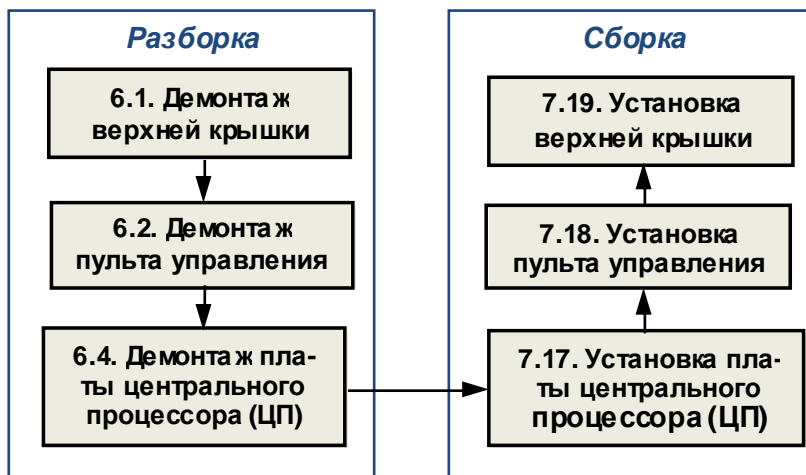 Разборка
6.1. Демонтаж
верхней крышки
6.2. Демонтаж
пульта управления
6.4. Демонтаж пла-
ты центрального
процессора (ЦП)
Сборка
7.19. Установка
верхней крышки
7.18. Установка
пульта управления
7.17. Установка пла-
ты центрального
процессора (ЦП)